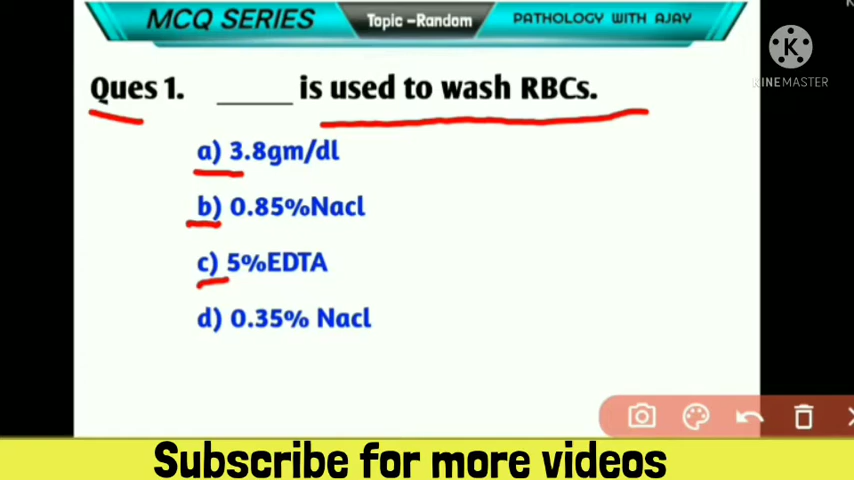 MCQ SERIES Topic -Random PATHOLOGY WITH AJAY
K
KINEMASTER
Ques 1. _____ is used to wash RBCs.
a) 3.8gm/dl
b) 0.85%Nacl
c) 5%EDTA
d) 0.35% Nacl
Subscribe for more videos